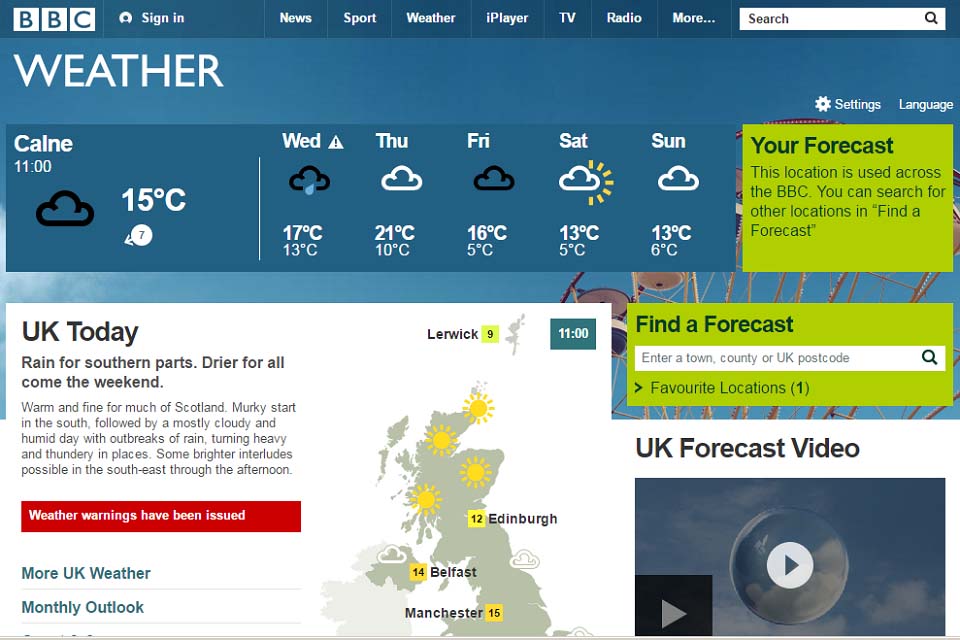 BBC Sign in News Sport Weather iPlayer TV Radio More... Search
WEATHER
Settings Language
Calne
11:00
15°C
7
Wed Thu Fri Sat Sun
17°C 21°C 16°C 13°C 13°C
13°C 10°C 5°C 5°C 6°C
Your Forecast
This location is used across
the BBC. You can search for
other locations in “Find a
Forecast”
UK Today
Rain for southern parts. Drier for all
come the weekend.
Warm and fine for much of Scotland. Murky start
in the south, followed by a mostly cloudy and
humid day with outbreaks of rain, turning heavy
and thundery in places. Some brighter interludes
possible in the south-east through the afternoon.
Weather warnings have been issued
More UK Weather
Monthly Outlook
Lerwick 9
11:00
12 Edinburgh
14 Belfast
Manchester 15
Find a Forecast
Enter a town, county or UK postcode
Favourite Locations (1)
UK Forecast Video